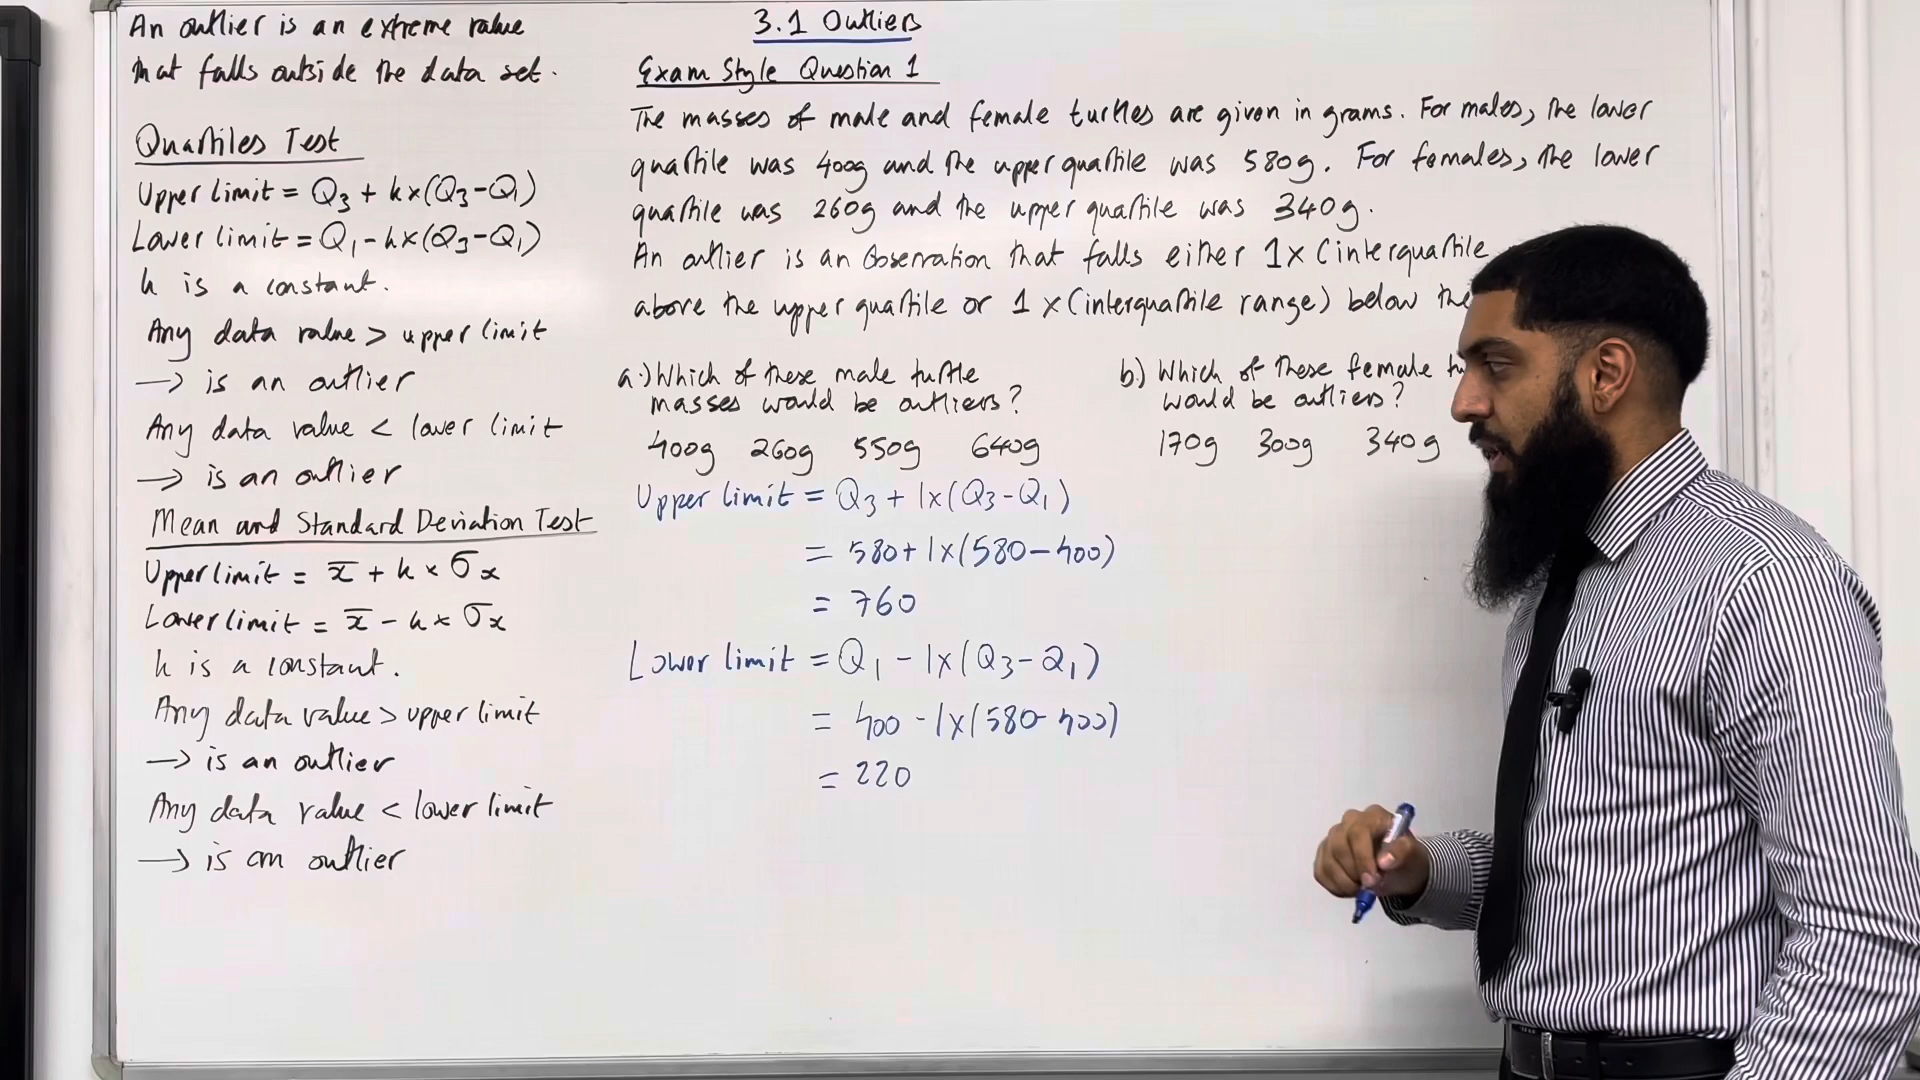 An outlier is an extreme value
that falls outside the data set.
Quartiles Test
Upper limit = Q₃ + k×(Q₃-Q₁)
Lower limit = Q₁ - k×(Q₃-Q₁)
k is a constant.
Any data value > upper limit
→ is an outlier
Any data value < lower limit
→ is an outlier
Mean and Standard Deviation Test
Upper limit = x̄ + k × σₓ
Lower limit = x̄ - k × σₓ
k is a constant.
Any data value > upper limit
→ is an outlier
Any data value < lower limit
→ is an outlier
3.1 Outliers
Exam Style Question 1
The masses of male and female turtles are given in grams. For males, the lower
quartile was 400g and the upper quartile was 580g. For females, the lower
quartile was 260g and the upper quartile was 340g.
An outlier is an observation that falls either 1× (interquartile
above the upper quartile or 1 × (interquartile range) below the
a.) Which of these male turtle
masses would be outliers?
400g 260g 550g 640g
Upper limit = Q₃ + 1×(Q₃-Q₁)
= 580+1×(580-400)
= 760
Lower limit = Q₁ - 1×(Q₃-Q₁)
= 400 - 1×(580-400)
= 220
b.) Which of these female
would be outliers?
170g 300g 340g